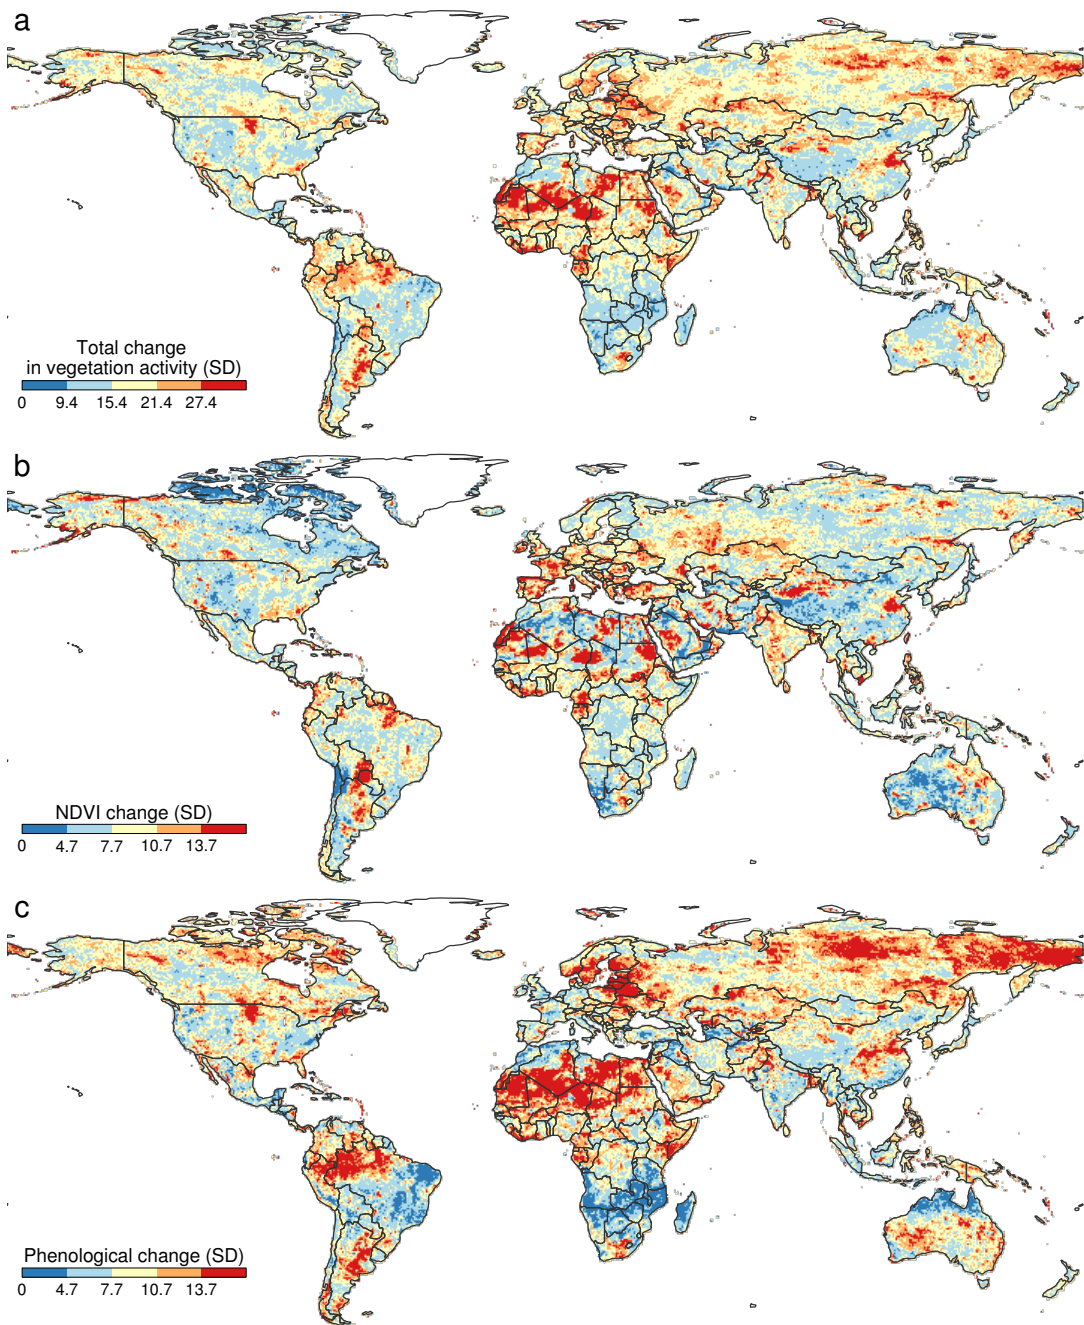 a
Total change
in vegetation activity (SD)
0 9.4 15.4 21.4 27.4
b
NDVI change (SD)
0 4.7 7.7 10.7 13.7
c
Phenological change (SD)
0 4.7 7.7 10.7 13.7